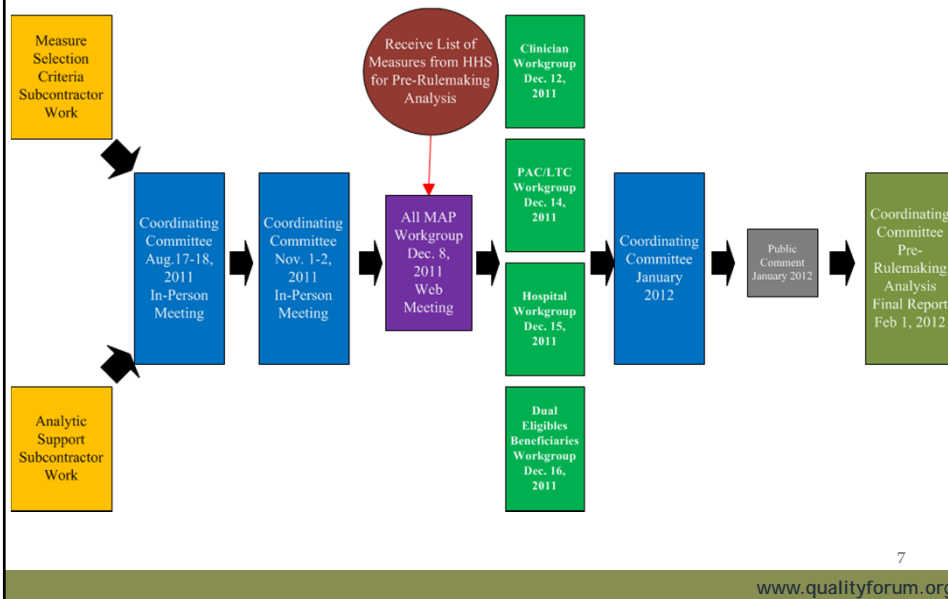 Measure
Selection
Criteria
Subcontractor
Work
Receive List of
Measures from HHS
for Pre-Rulemaking
Analysis
Clinician
Workgroup
Dec. 12,
2011
PAC/LTC
Workgroup
Dec. 14,
2011
Coordinating
Committee
Aug.17-18,
2011
In-Person
Meeting
Coordinating
Committee
Nov. 1-2,
2011
In-Person
Meeting
All MAP
Workgroup
Dec. 8,
2011
Web
Meeting
Hospital
Workgroup
Dec. 15,
2011
Coordinating
Committee
January
2012
Public
Comment
January 2012
Coordinating
Committee
Pre-
Rulemaking
Analysis
Final Report
Feb 1, 2012
Analytic
Support
Subcontractor
Work
Dual
Eligibles
Beneficiaries
Workgroup
Dec. 16,
2011
7
www.qualityforum.org